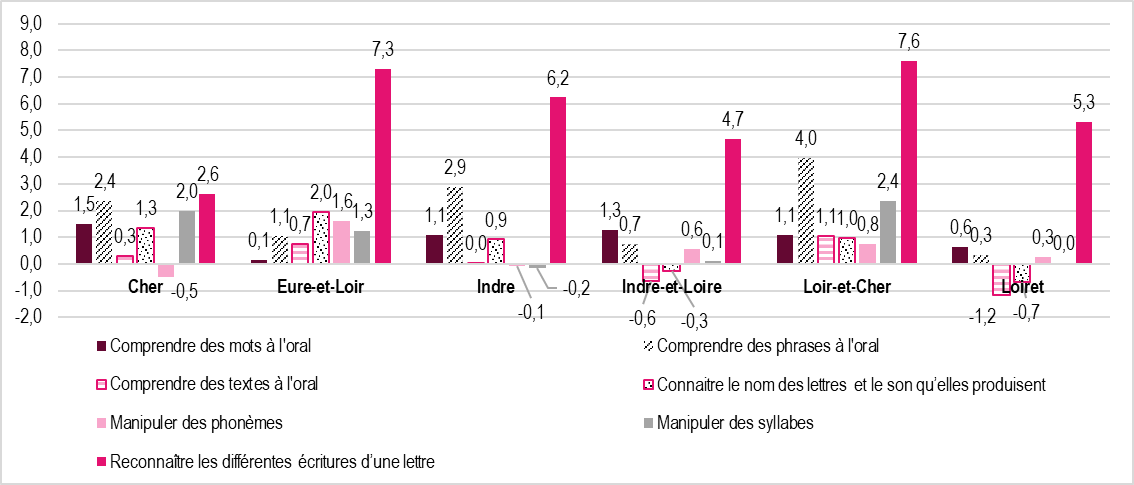 9,0
8,0
7,0
6,0
5,0
4,0
3,0
2,0
1,0
0,0
-1,0
-2,0
1,5 2,4 0,3 1,3 -0,5 2,0 2,6
0,1 1,1 0,7 2,0 1,6 1,3 7,3
1,1 2,9 0,0 0,9 -0,1 -0,2 6,2
1,3 0,7 -0,6 -0,3 0,6 0,1 4,7
1,1 4,0 1,1 1,0 0,8 2,4 7,6
0,6 0,3 -1,2 -0,7 0,3 0,0 5,3
Cher Eure-et-Loir Indre Indre-et-Loire Loir-et-Cher Loiret
Comprendre des mots à l'oral
Comprendre des phrases à l'oral
Comprendre des textes à l'oral
Connaitre le nom des lettres et le son qu’elles produisent
Manipuler des phonèmes
Manipuler des syllabes
Reconnaître les différentes écritures d’une lettre